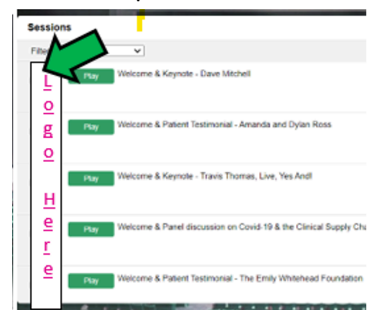 Sessions
Filter
Logo Here
Play Welcome & Keynote - Dave Mitchell
Play Welcome & Patient Testimonial - Amanda and Dylan Ross
Play Welcome & Keynote - Travis Thomas, Live, Yes And!
Play Welcome & Panel discussion on Covid-19 & the Clinical Supply Cha
Play Welcome & Patient Testimonial - The Emily Whitehead Foundation